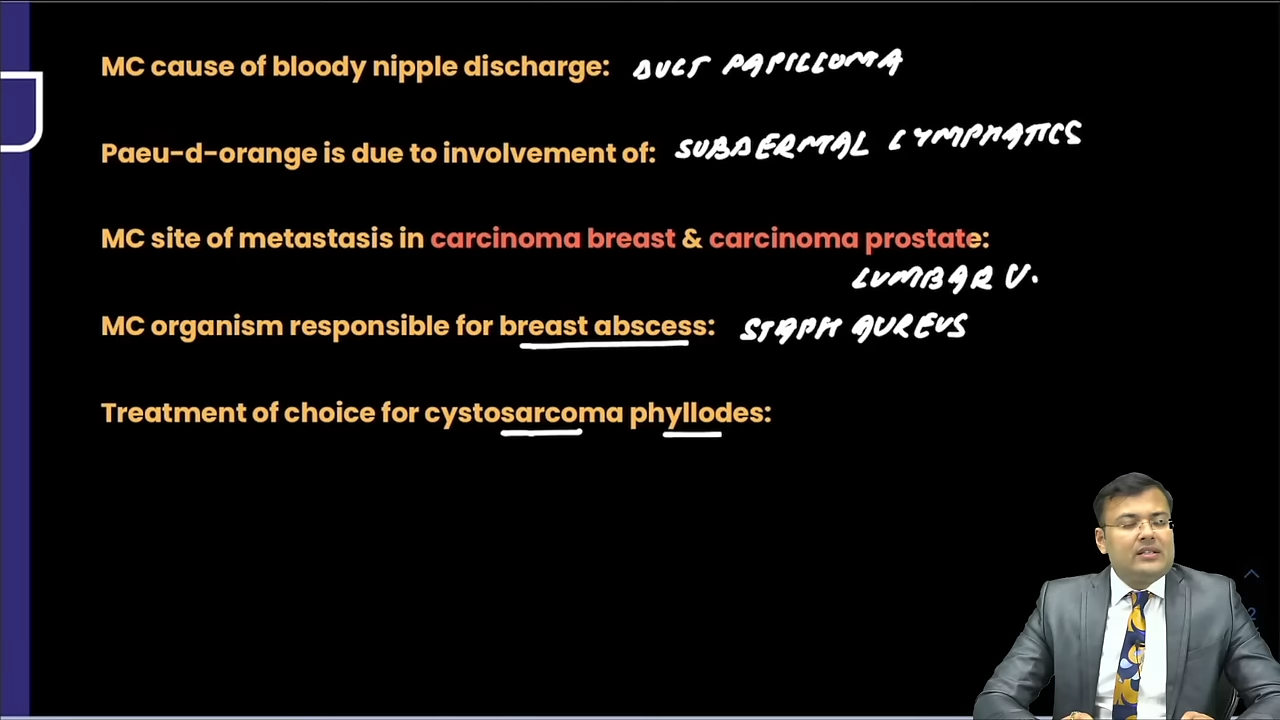 MC cause of bloody nipple discharge: DUCT PAPILLOMA
Paeu-d-orange is due to involvement of: SUBDERMAL LYMPHATICS
MC site of metastasis in carcinoma breast & carcinoma prostate:
LUMBAR V.
MC organism responsible for breast abscess: STAPH AUREUS
Treatment of choice for cystosarcoma phyllodes:
2